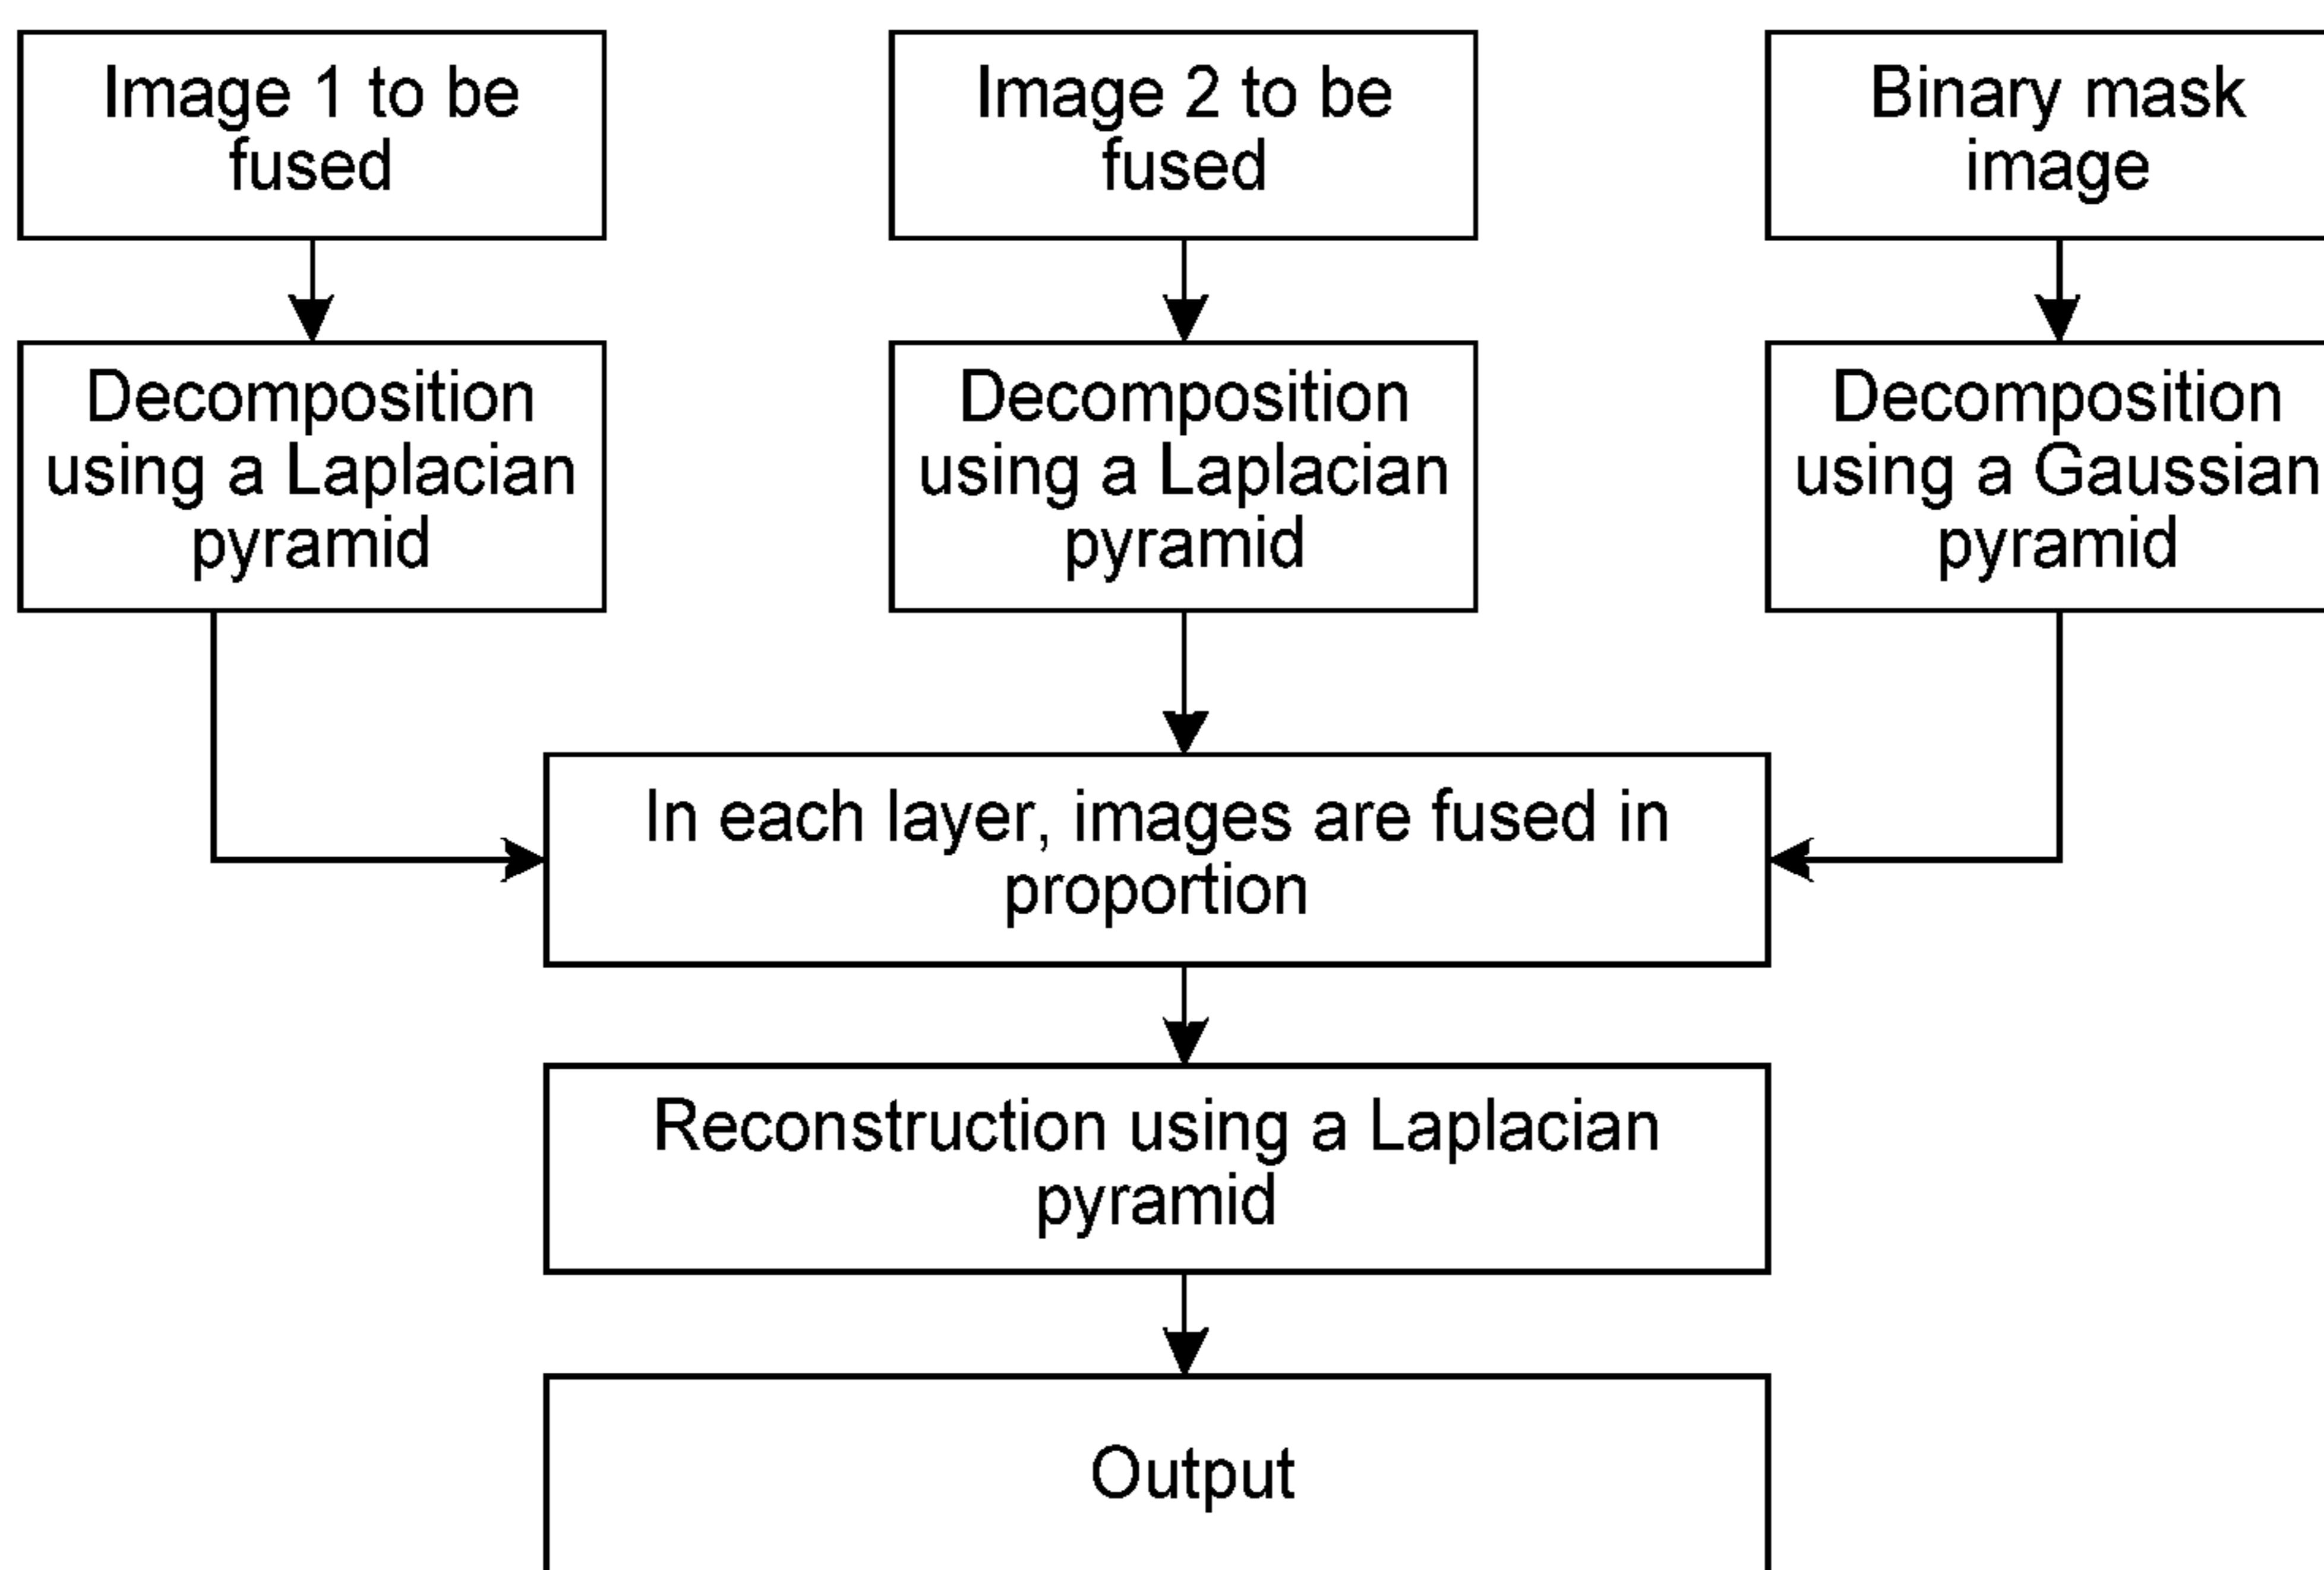 Image 1 to be
fused
Image 2 to be
fused
Binary mask
image
Decomposition
using a Laplacian
pyramid
Decomposition
using a Laplacian
pyramid
Decomposition
using a Gaussian
pyramid
In each layer, images are fused in
proportion
Reconstruction using a Laplacian
pyramid
Output